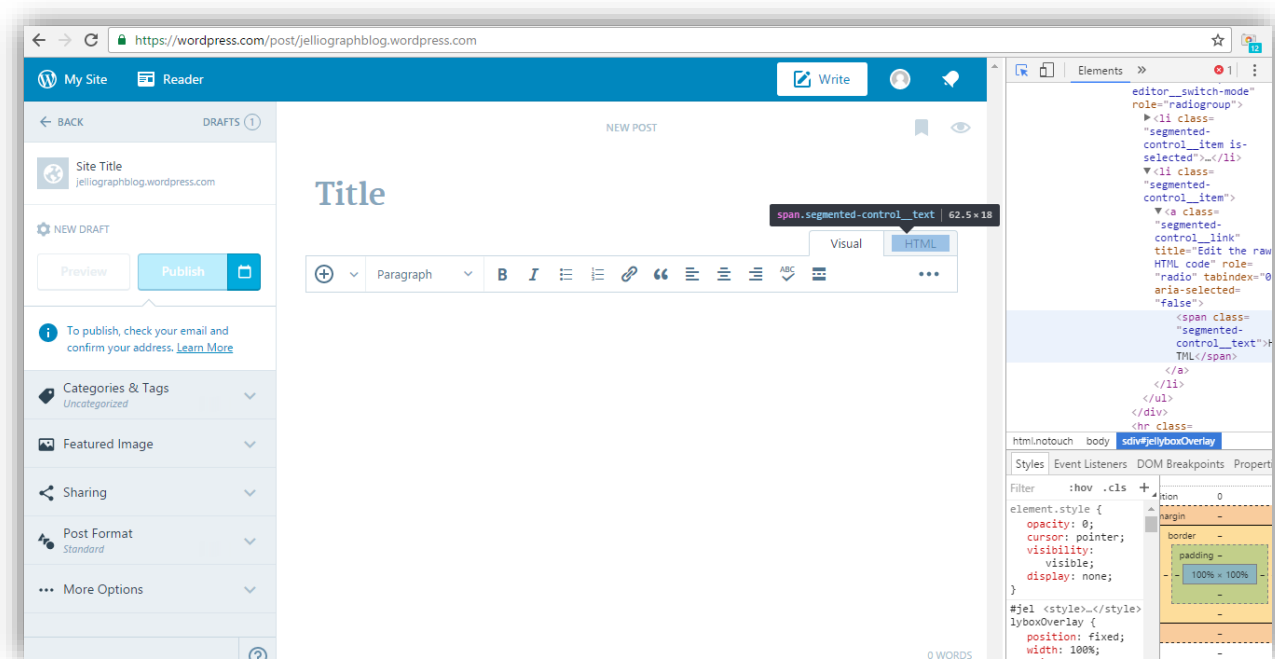 https://wordpress.com/post/jelliographblog.wordpress.com
12
My Site Reader Write
BACK DRAFTS 1
Site Title
jelliographblog.wordpress.com
NEW DRAFT
Preview Publish
To publish, check your email and
confirm your address. Learn More
Categories & Tags
Uncategorized
Featured Image
Sharing
Post Format
Standard
More Options
NEW POST
Title
span.segmented-control__text 62.5 × 18
Visual HTML
Paragraph B I ABC
0 WORDS
Elements » 1
editor__switch-mode"
role="radiogroup">
<li class=
"segmented-
control__item is-
selected">…</li>
<li class=
"segmented-
control__item">
<a class=
"segmented-
control__link"
title="Edit the raw
HTML code" role=
"radio" tabindex="0
aria-selected=
"false">
<span class=
"segmented-
control__text">H
TML</span>
</a>
</li>
</ul>
</div>
<hr class=
html.notouch body sdiv#jellyboxOverlay
Styles Event Listeners DOM Breakpoints Properti
Filter :hov .cls +
element.style {
opacity: 0;
cursor: pointer;
visibility:
visible;
display: none;
}
#jel <style>…</style>
lyboxOverlay {
position: fixed;
width: 100%;
ition 0
margin -
border -
padding -
- - 100% × 100% -
-
-
-
-